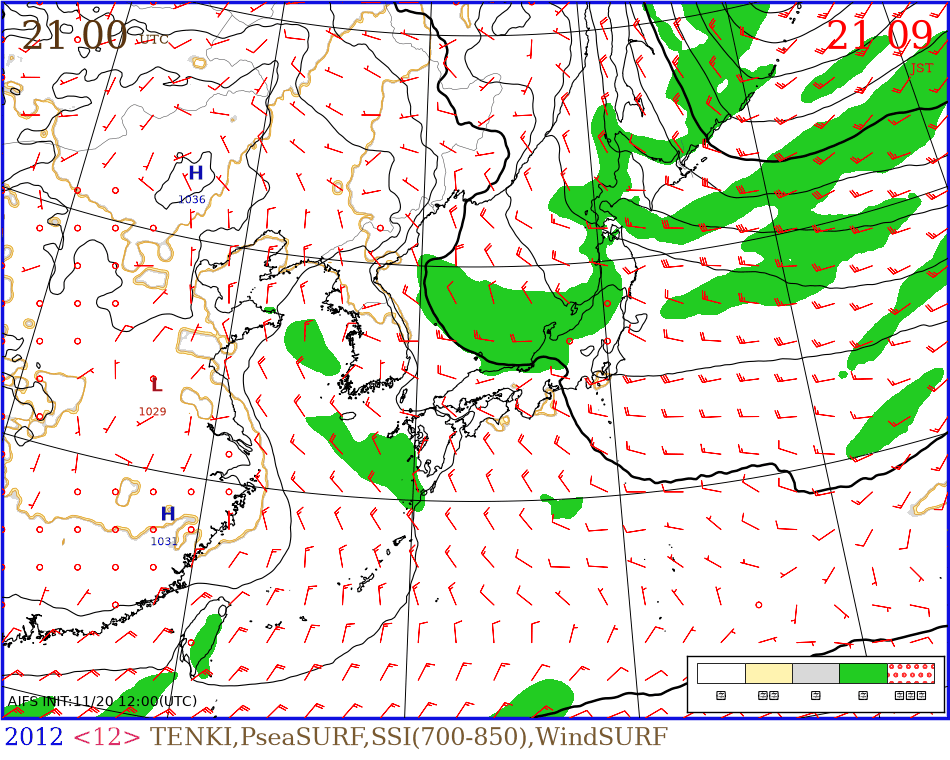 21 00 UTC 21 09
JST
H
1036
L
1029
H
1031
AIFS INIT:11/20 12:00(UTC)
2012 <12> TENKI,PseaSURF,SSI(700-850),WindSURF